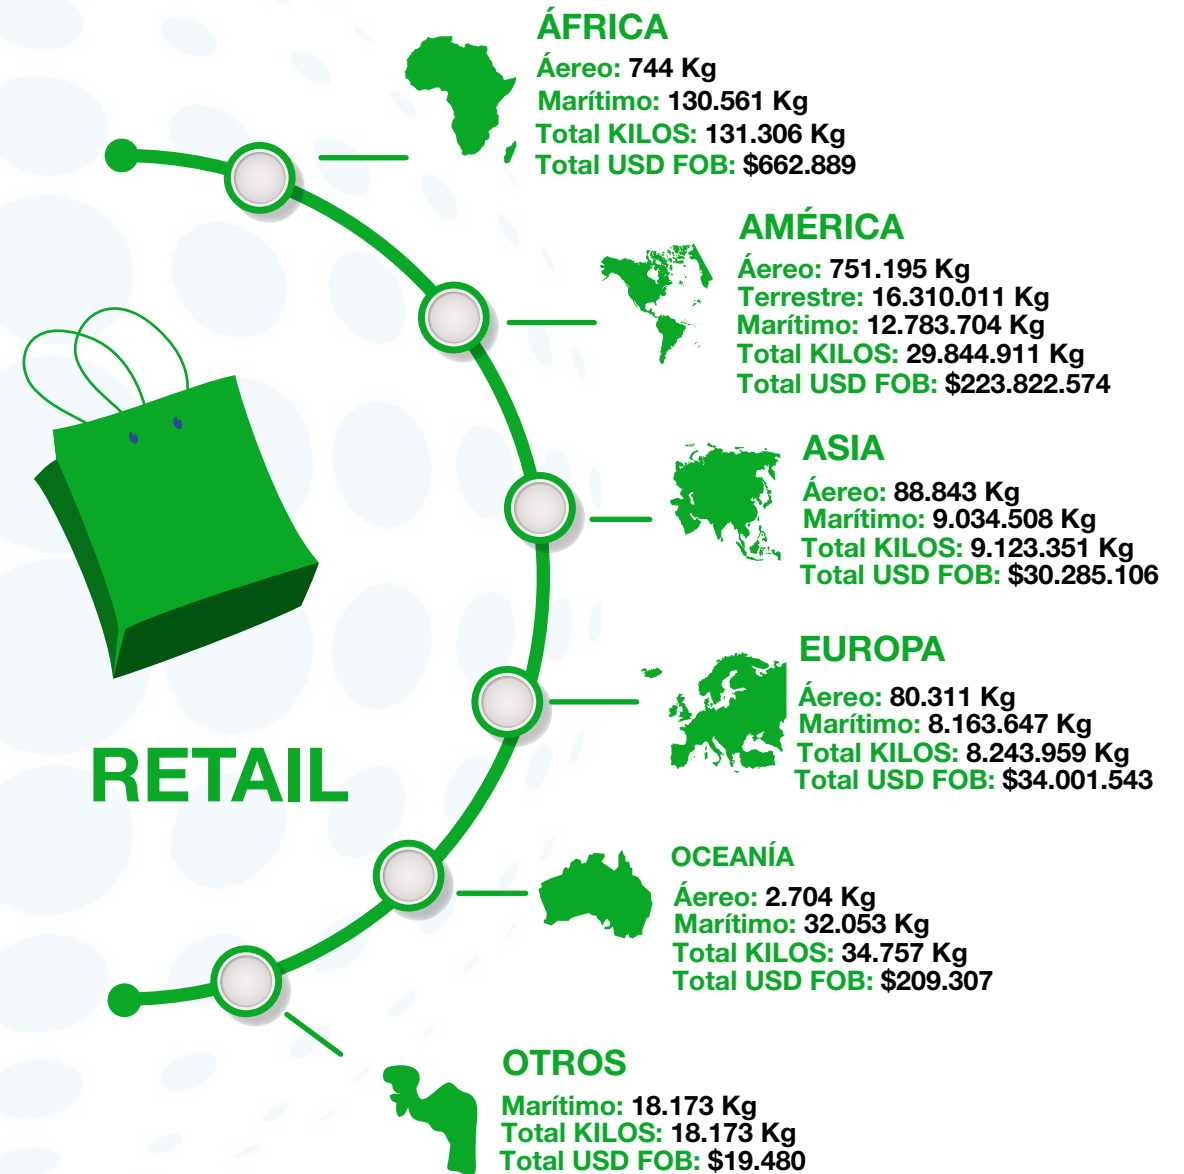 ÁFRICA
Áereo: 744 Kg
Marítimo: 130.561 Kg
Total KILOS: 131.306 Kg
Total USD FOB: $662.889
AMÉRICA
Áereo: 751.195 Kg
Terrestre: 16.310.011 Kg
Marítimo: 12.783.704 Kg
Total KILOS: 29.844.911 Kg
Total USD FOB: $223.822.574
ASIA
Áereo: 88.843 Kg
Marítimo: 9.034.508 Kg
Total KILOS: 9.123.351 Kg
Total USD FOB: $30.285.106
EUROPA
Áereo: 80.311 Kg
Marítimo: 8.163.647 Kg
Total KILOS: 8.243.959 Kg
Total USD FOB: $34.001.543
RETAIL
OCEANÍA
Áereo: 2.704 Kg
Marítimo: 32.053 Kg
Total KILOS: 34.757 Kg
Total USD FOB: $209.307
OTROS
Marítimo: 18.173 Kg
Total KILOS: 18.173 Kg
Total USD FOB: $19.480